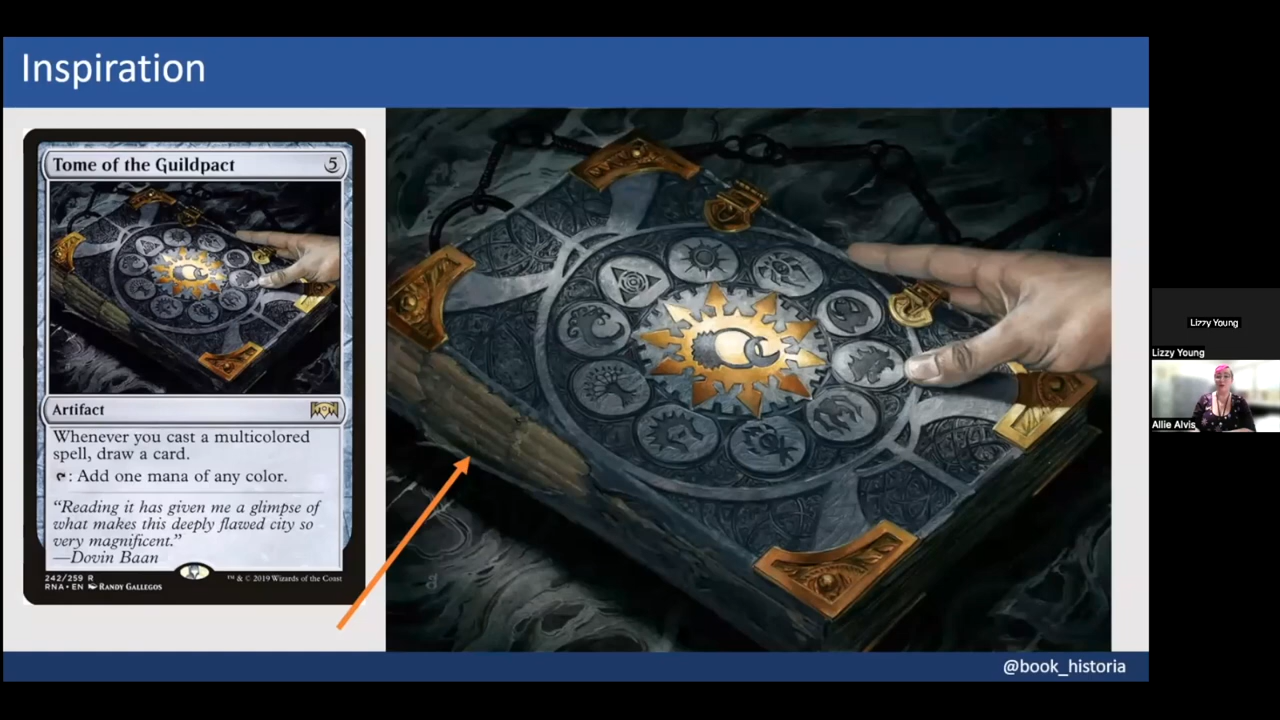 Inspiration
Tome of the Guildpact 5
Artifact
Whenever you cast a multicolored
spell, draw a card.
: Add one mana of any color.
“Reading it has given me a glimpse of
what makes this deeply flawed city so
very magnificent.”
—Dovin Baan
242/259 R
RNA • EN RANDY GALLEGOS
™ & © 2019 Wizards of the Coast
@book_historia
Lizzy Young
Lizzy Young
Allie Alvis